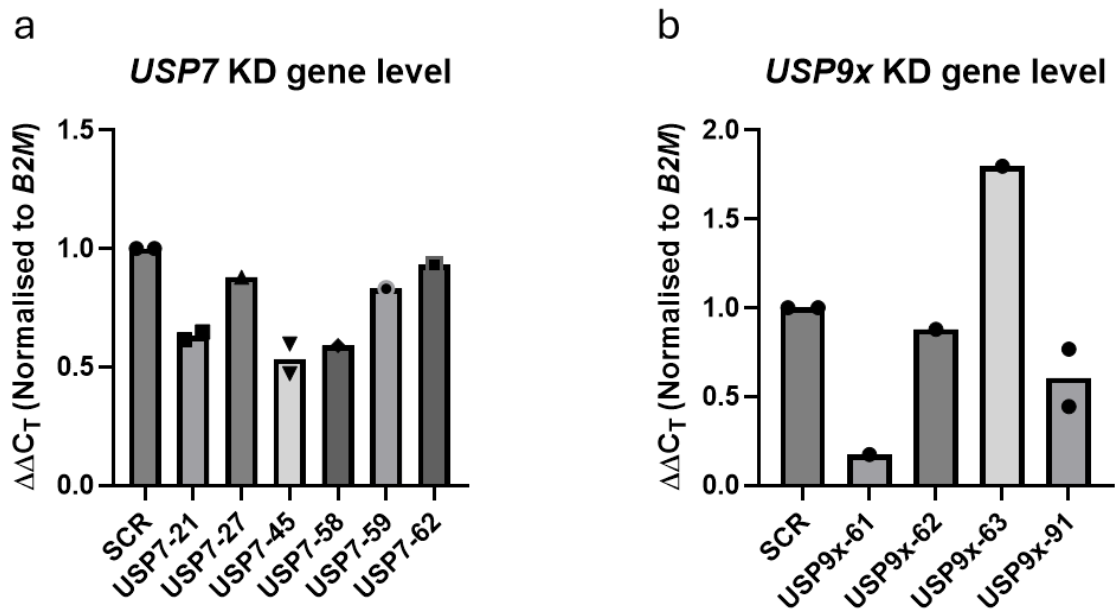 a
USP7 KD gene level
ΔΔCT (Normalised to B2M)
1.5
1.0
0.5
0.0
SCR
USP7-21
USP7-27
USP7-45
USP7-58
USP7-59
USP7-62
b
USP9x KD gene level
ΔΔCT (Normalised to B2M)
2.0
1.5
1.0
0.5
0.0
SCR
USP9x-61
USP9x-62
USP9x-63
USP9x-91